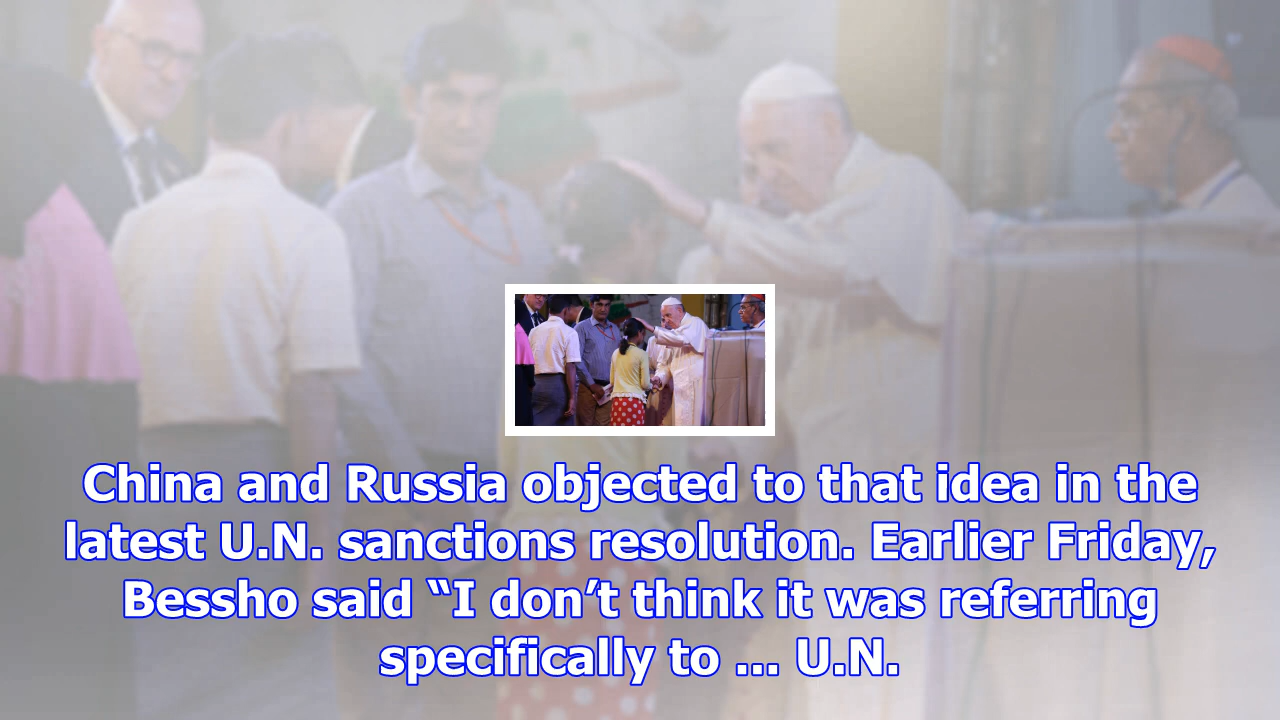 China and Russia objected to that idea in the
latest U.N. sanctions resolution. Earlier Friday,
Bessho said “I don’t think it was referring
specifically to ... U.N.